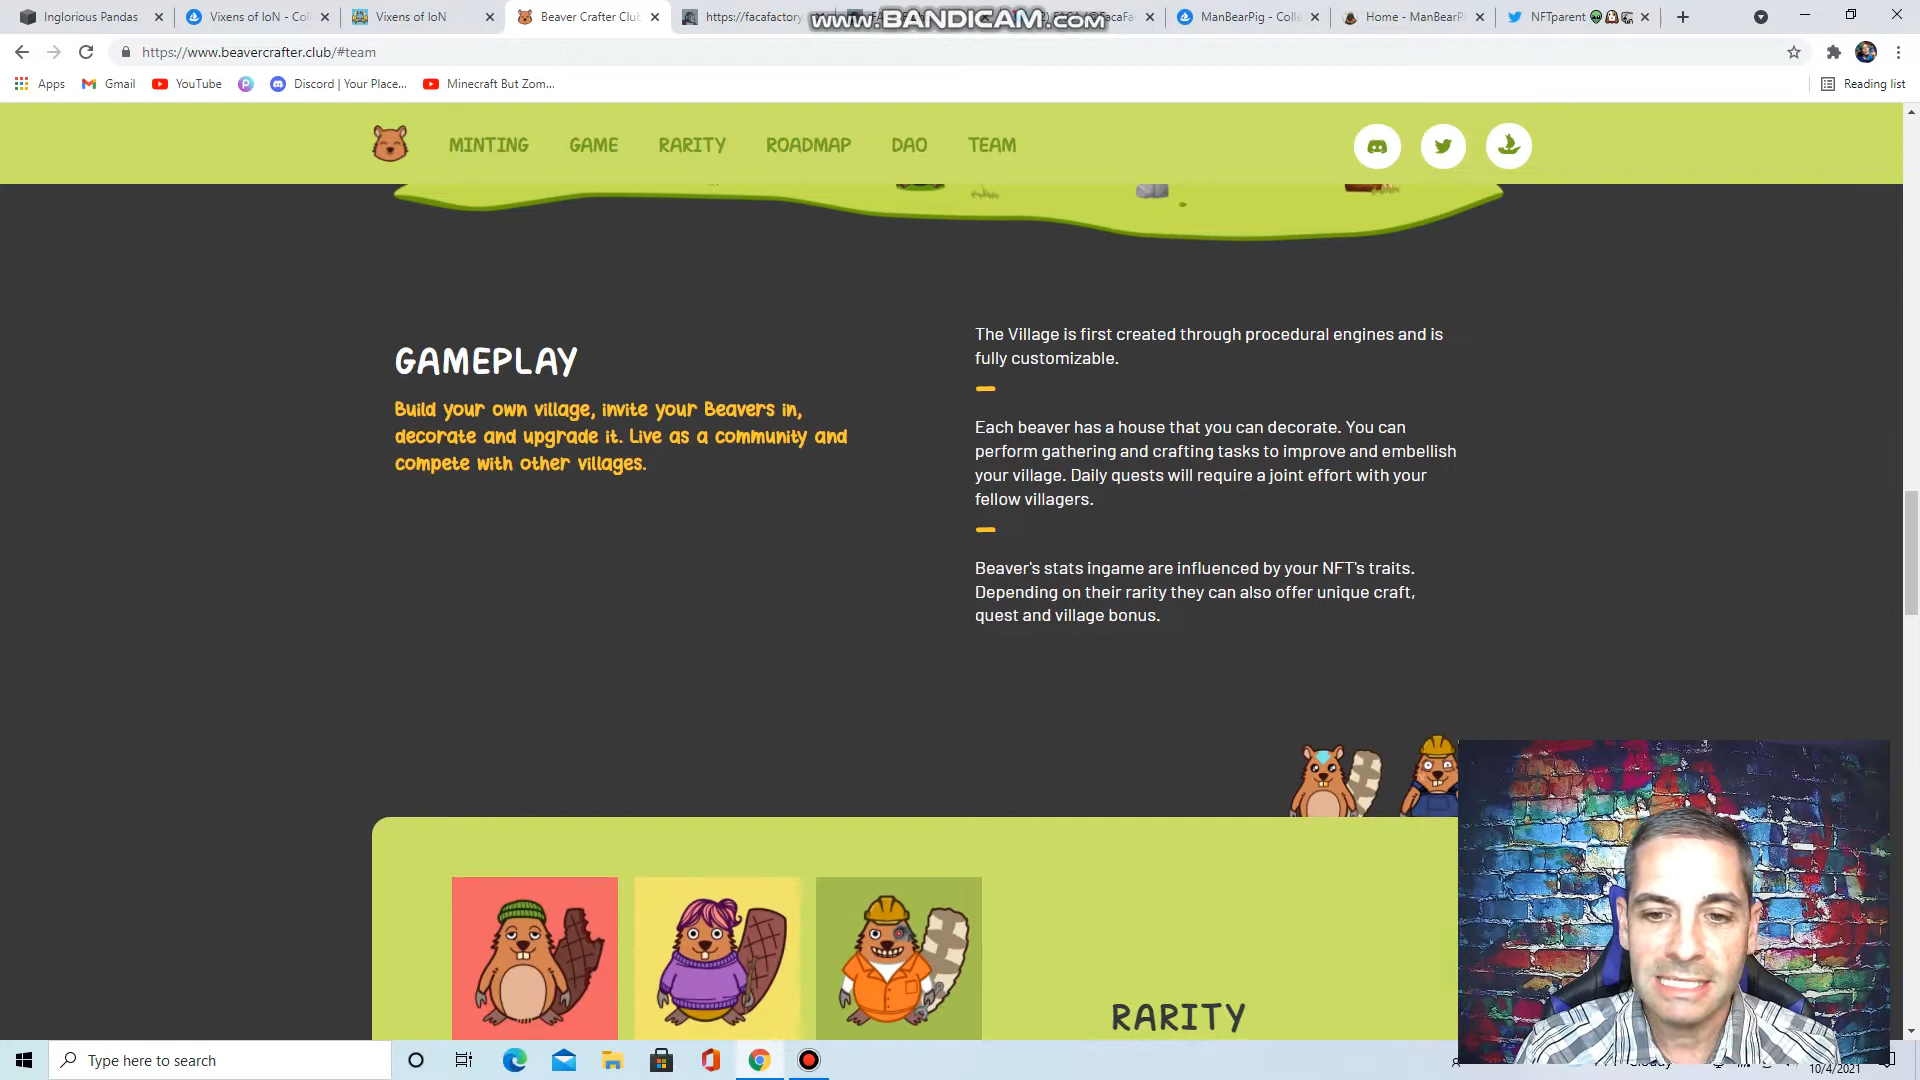 Inglorious Pandas
Vixens of IoN - Col
Vixens of IoN
Beaver Crafter Clu
https://facafactory
ManBearPig - Colle
Home - ManBearP
NFTparent
www.BANDICAM.com
https://www.beavercrafter.club/#team
Apps
Gmail
YouTube
Discord | Your Place...
Minecraft But Zom...
Reading list
MINTING
GAME
RARITY
ROADMAP
DAO
TEAM
GAMEPLAY
Build your own village, invite your Beavers in,
decorate and upgrade it. Live as a community and
compete with other villages.
The Village is first created through procedural engines and is
fully customizable.
Each beaver has a house that you can decorate. You can
perform gathering and crafting tasks to improve and embellish
your village. Daily quests will require a joint effort with your
fellow villagers.
Beaver's stats ingame are influenced by your NFT's traits.
Depending on their rarity they can also offer unique craft,
quest and village bonus.
RARITY
Type here to search
10/4/2021